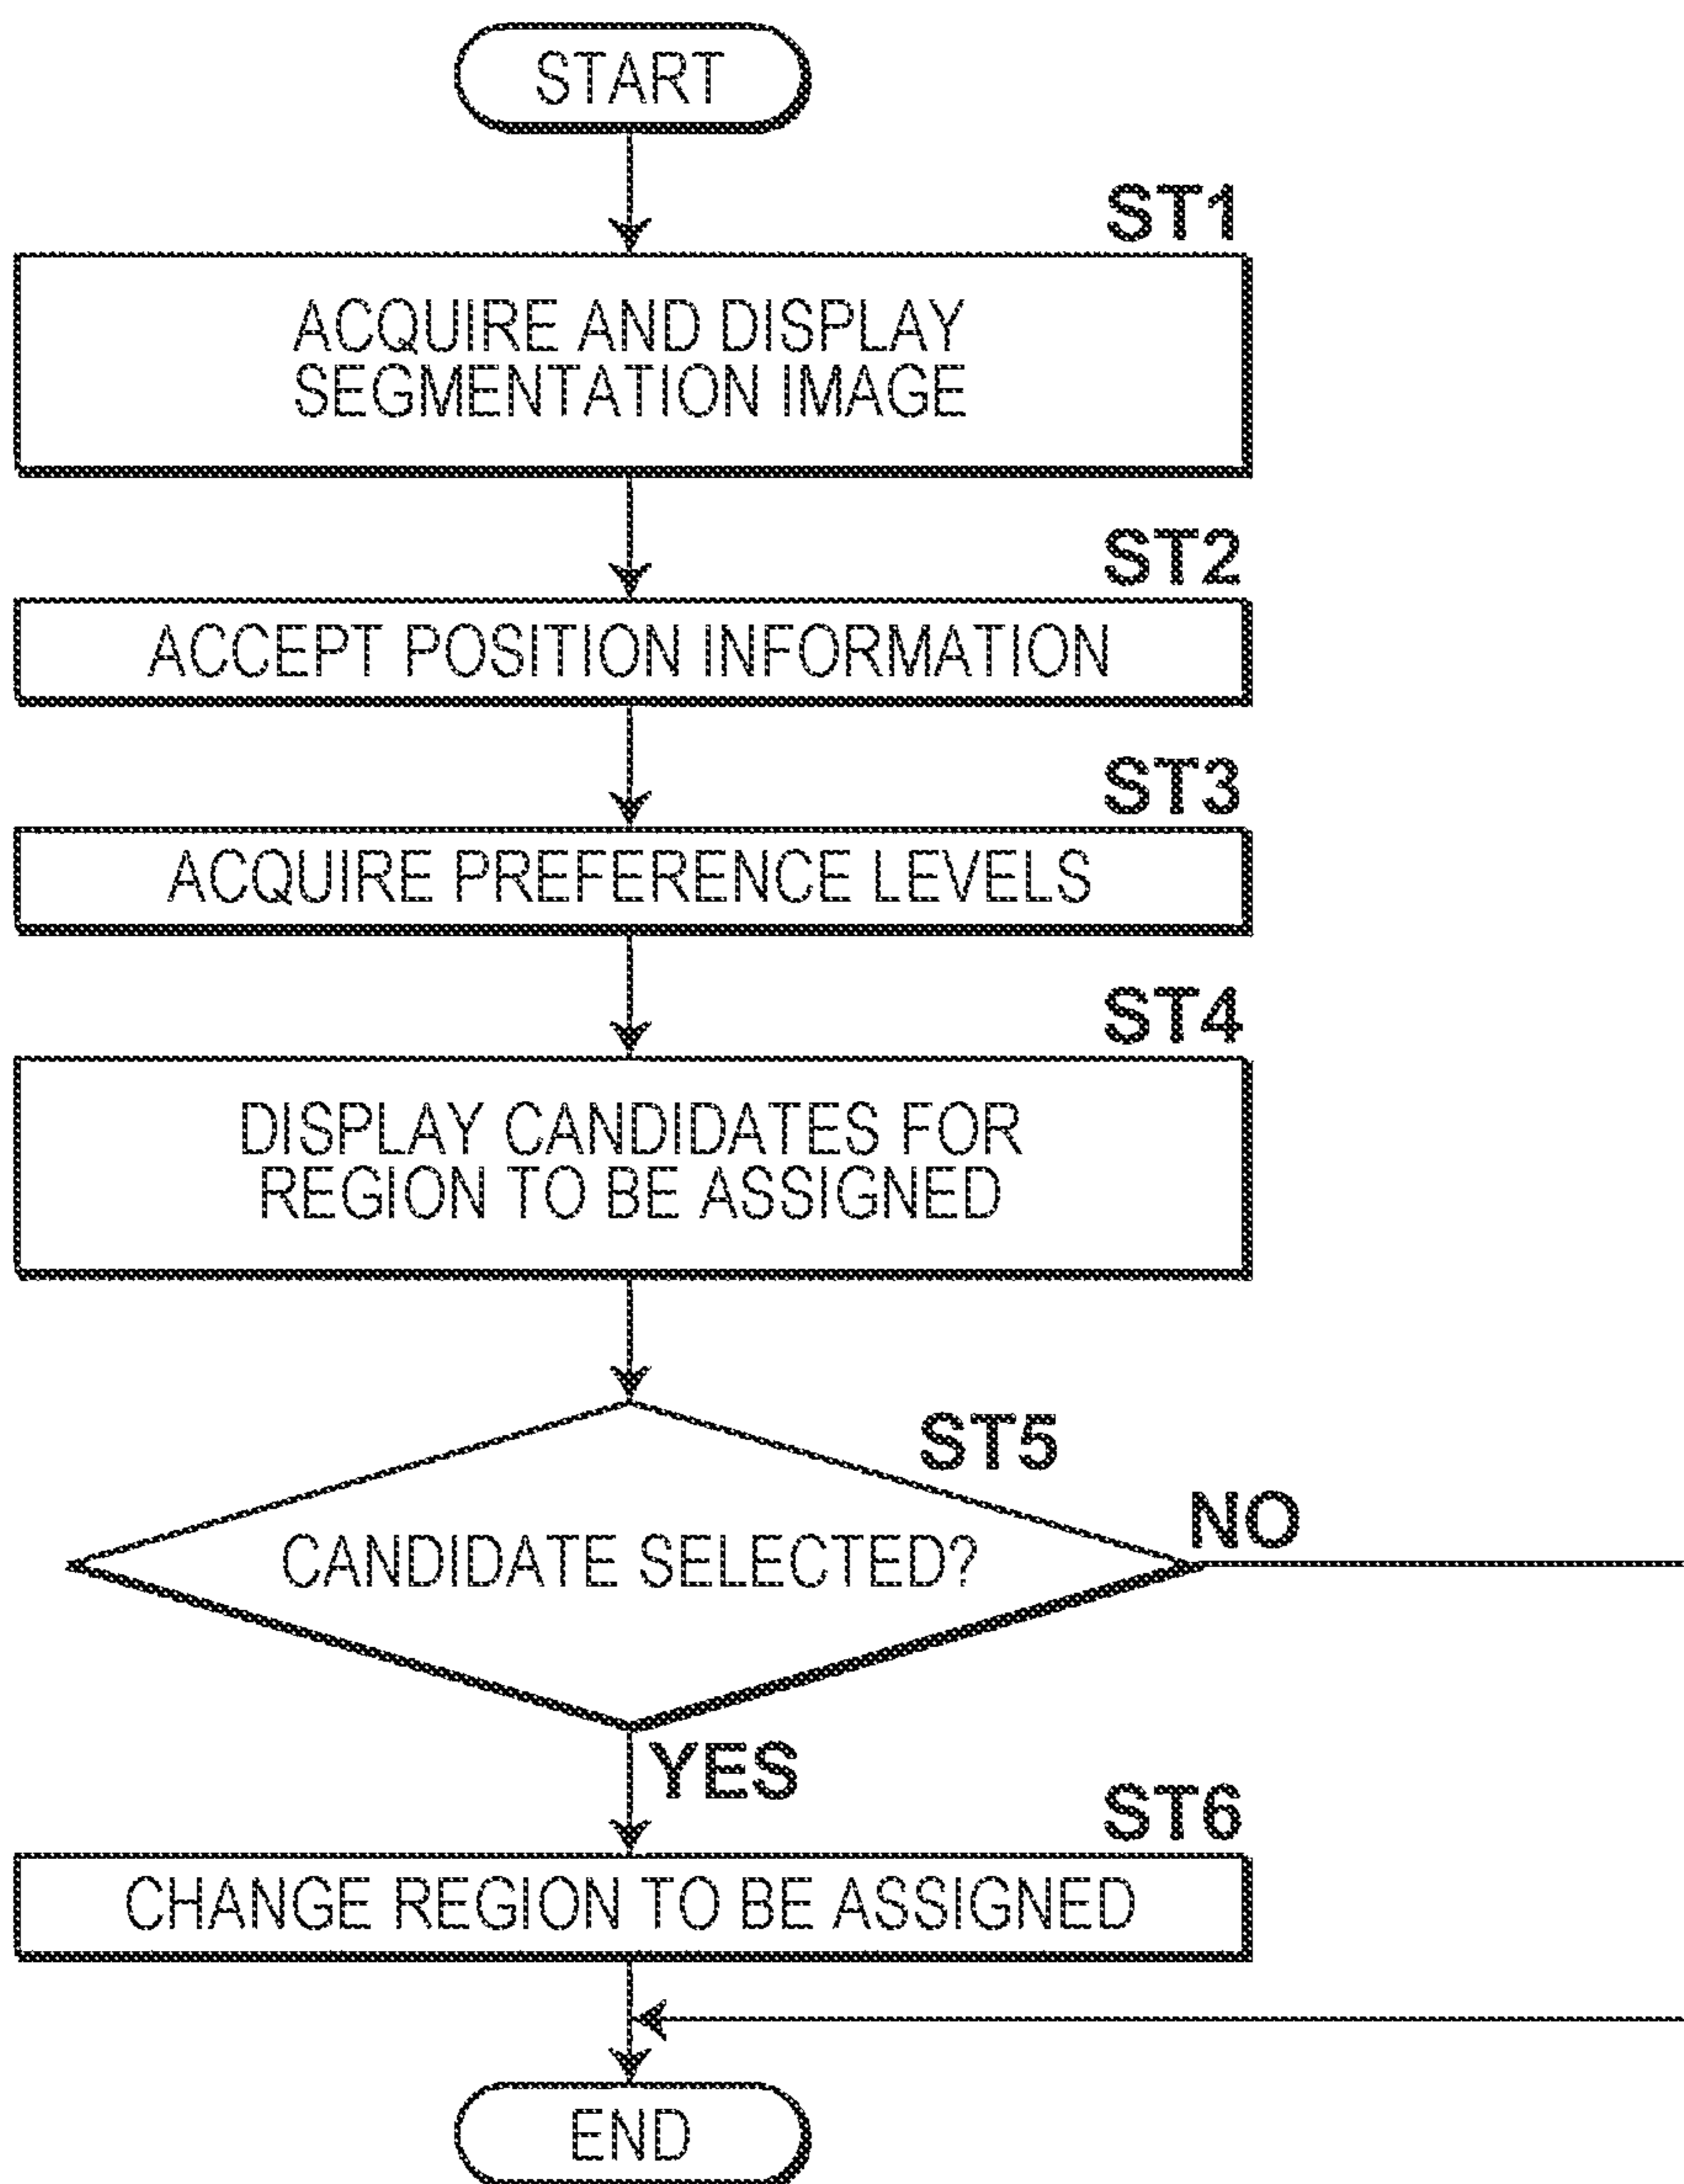 START
ST1
ACQUIRE AND DISPLAY
SEGMENTATION IMAGE
ST2
ACCEPT POSITION INFORMATION
ST3
ACQUIRE PREFERENCE LEVELS
ST4
DISPLAY CANDIDATES FOR
REGION TO BE ASSIGNED
ST5
NO
CANDIDATE SELECTED?
YES
ST6
CHANGE REGION TO BE ASSIGNED
END